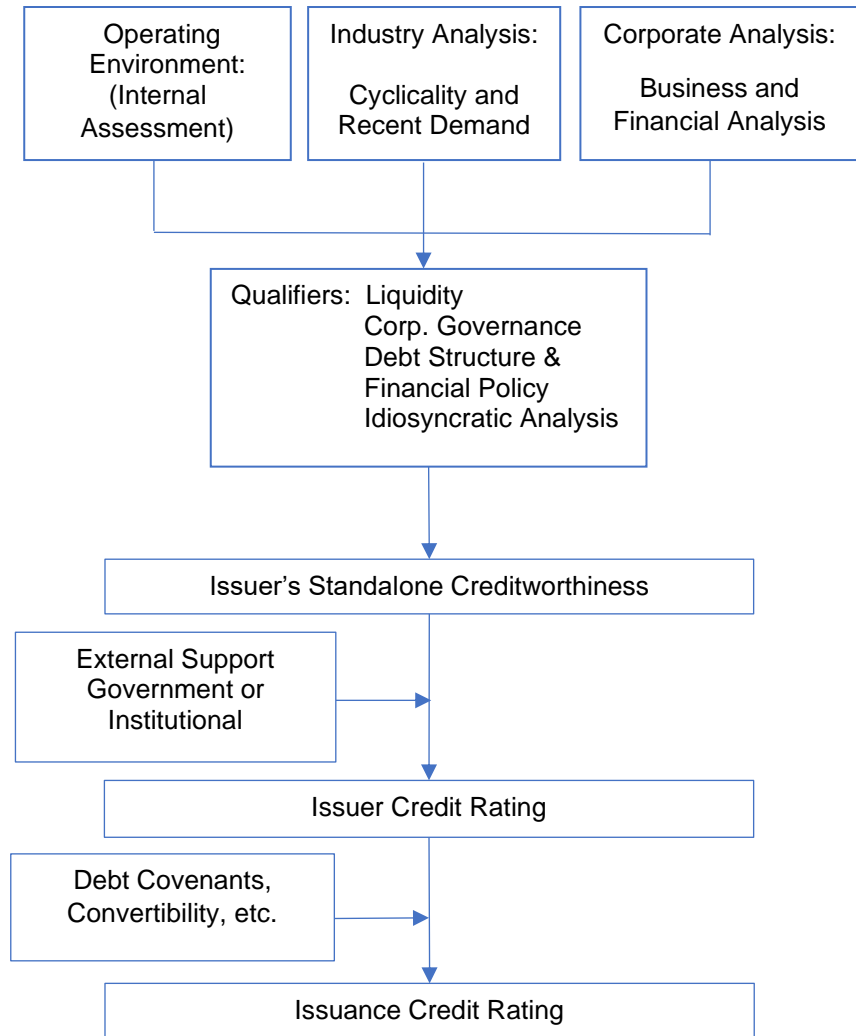 Operating
Environment:
(Internal
Assessment)
Industry Analysis:
Cyclicality and
Recent Demand
Corporate Analysis:
Business and
Financial Analysis
Qualifiers: Liquidity
Corp. Governance
Debt Structure &
Financial Policy
Idiosyncratic Analysis
Issuer’s Standalone Creditworthiness
External Support
Government or
Institutional
Issuer Credit Rating
Debt Covenants,
Convertibility, etc.
Issuance Credit Rating